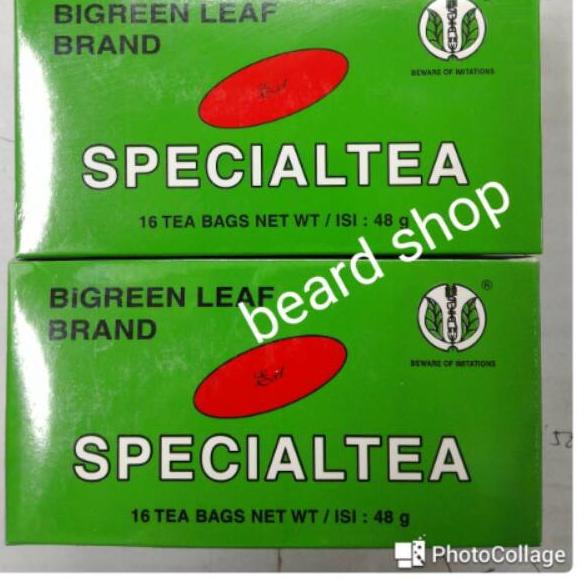 BiGREEN LEAF
BRAND
BEWARE OF IMITATIONS
SPECIALTEA
16 TEA BAGS NET WT / ISI : 48 g
beard shop
BiGREEN LEAF
BRAND
®
BEWARE OF IMITATIONS
SPECIALTEA
16 TEA BAGS NET WT / ISI : 48 g
PhotoCollage